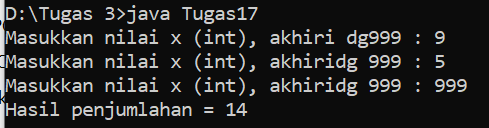 D:\Tugas 3>java Tugas17
Masukkan nilai x (int), akhiri dg999 : 9
Masukkan nilai x (int), akhiridg 999 : 5
Masukkan nilai x (int), akhiridg 999 : 999
Hasil penjumlahan = 14